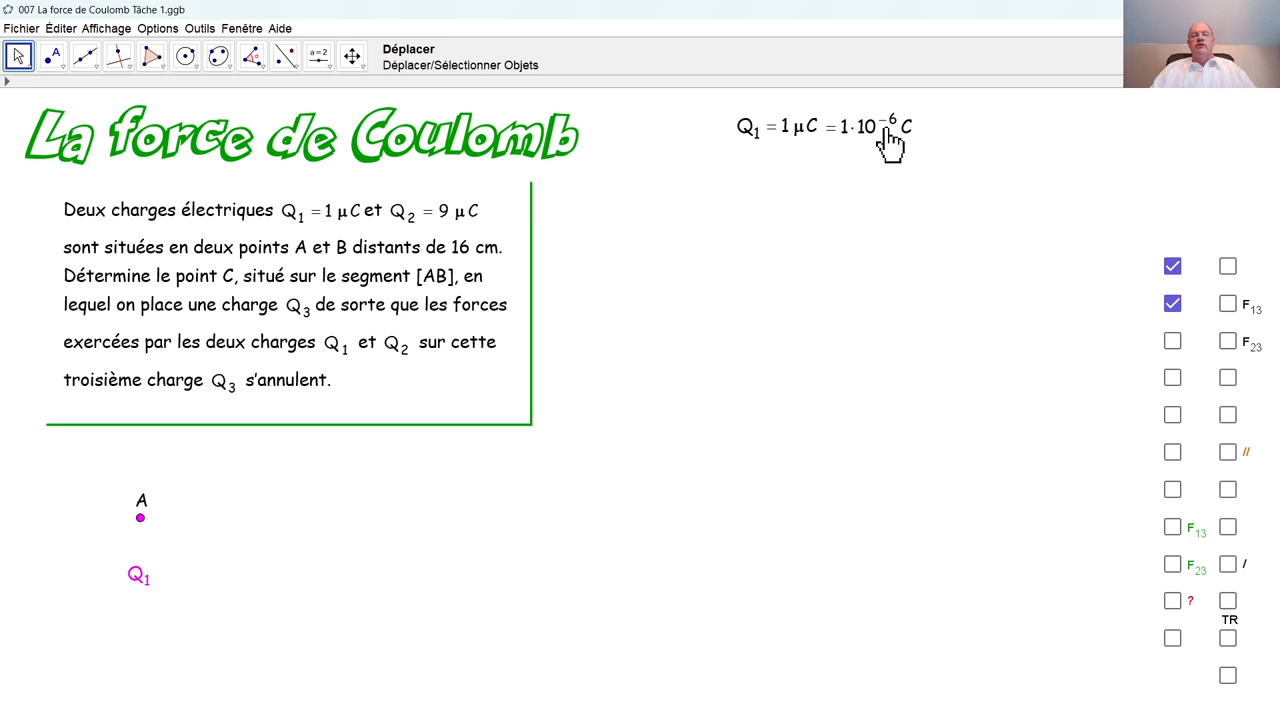 007 La force de Coulomb Tâche 1.ggb
Fichier Éditer Affichage Options Outils Fenêtre Aide
A
a=2
Déplacer
Déplacer/Sélectionner Objets
La force de Coulomb
Q1 = 1 μC = 1·10⁻⁶ C
Deux charges électriques Q1 = 1 μC et Q2 = 9 μC
sont situées en deux points A et B distants de 16 cm.
Détermine le point C, situé sur le segment [AB], en
lequel on place une charge Q3 de sorte que les forces
exercées par les deux charges Q1 et Q2 sur cette
troisième charge Q3 s'annulent.
A
Q1
F13
F23
//
F13
F23 /
?
TR